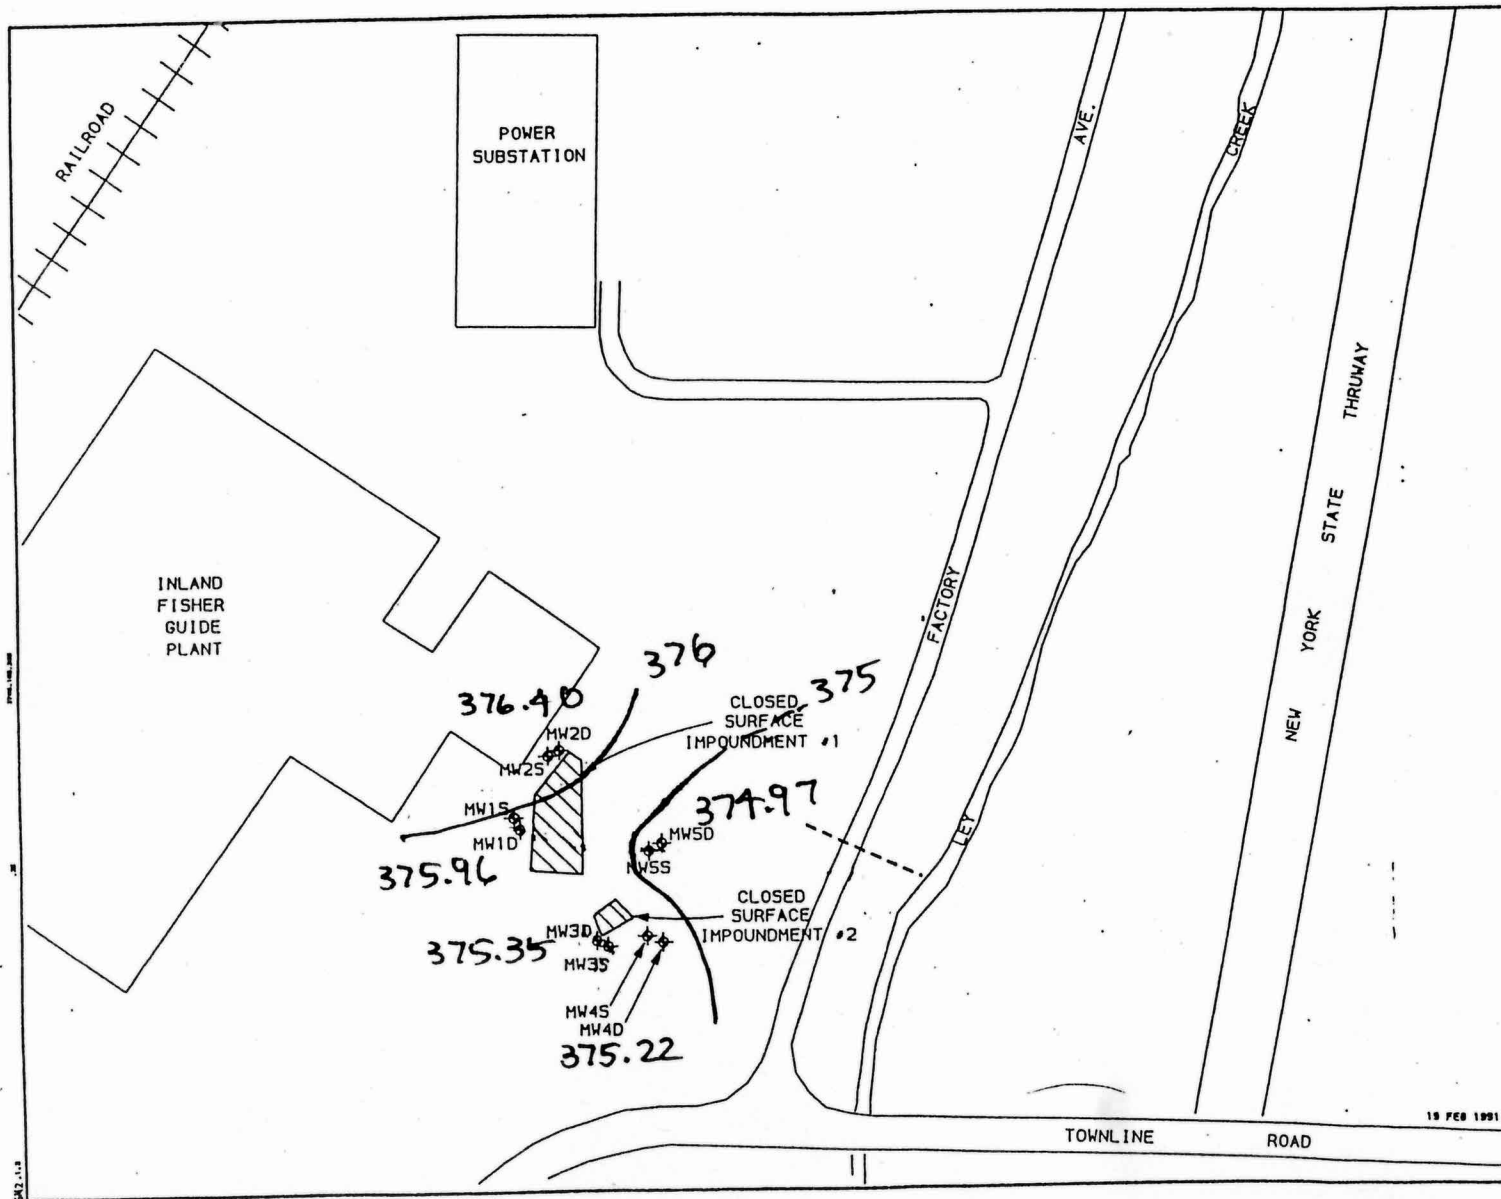 RAILROAD
POWER
SUBSTATION
AVE.
CREEK
THRUWAY
STATE
YORK
NEW
FACTORY
LEY
INLAND
FISHER
GUIDE
PLANT
376
375
376.40
CLOSED
SURFACE
IMPOUNDMENT #1
MW2D
MW2S
MW1S
MW1D
375.96
374.97
MW5D
MW5S
CLOSED
SURFACE
IMPOUNDMENT #2
MW3D
375.35
MW3S
MW4S
MW4D
375.22
19 FEB 1991
TOWNLINE ROAD